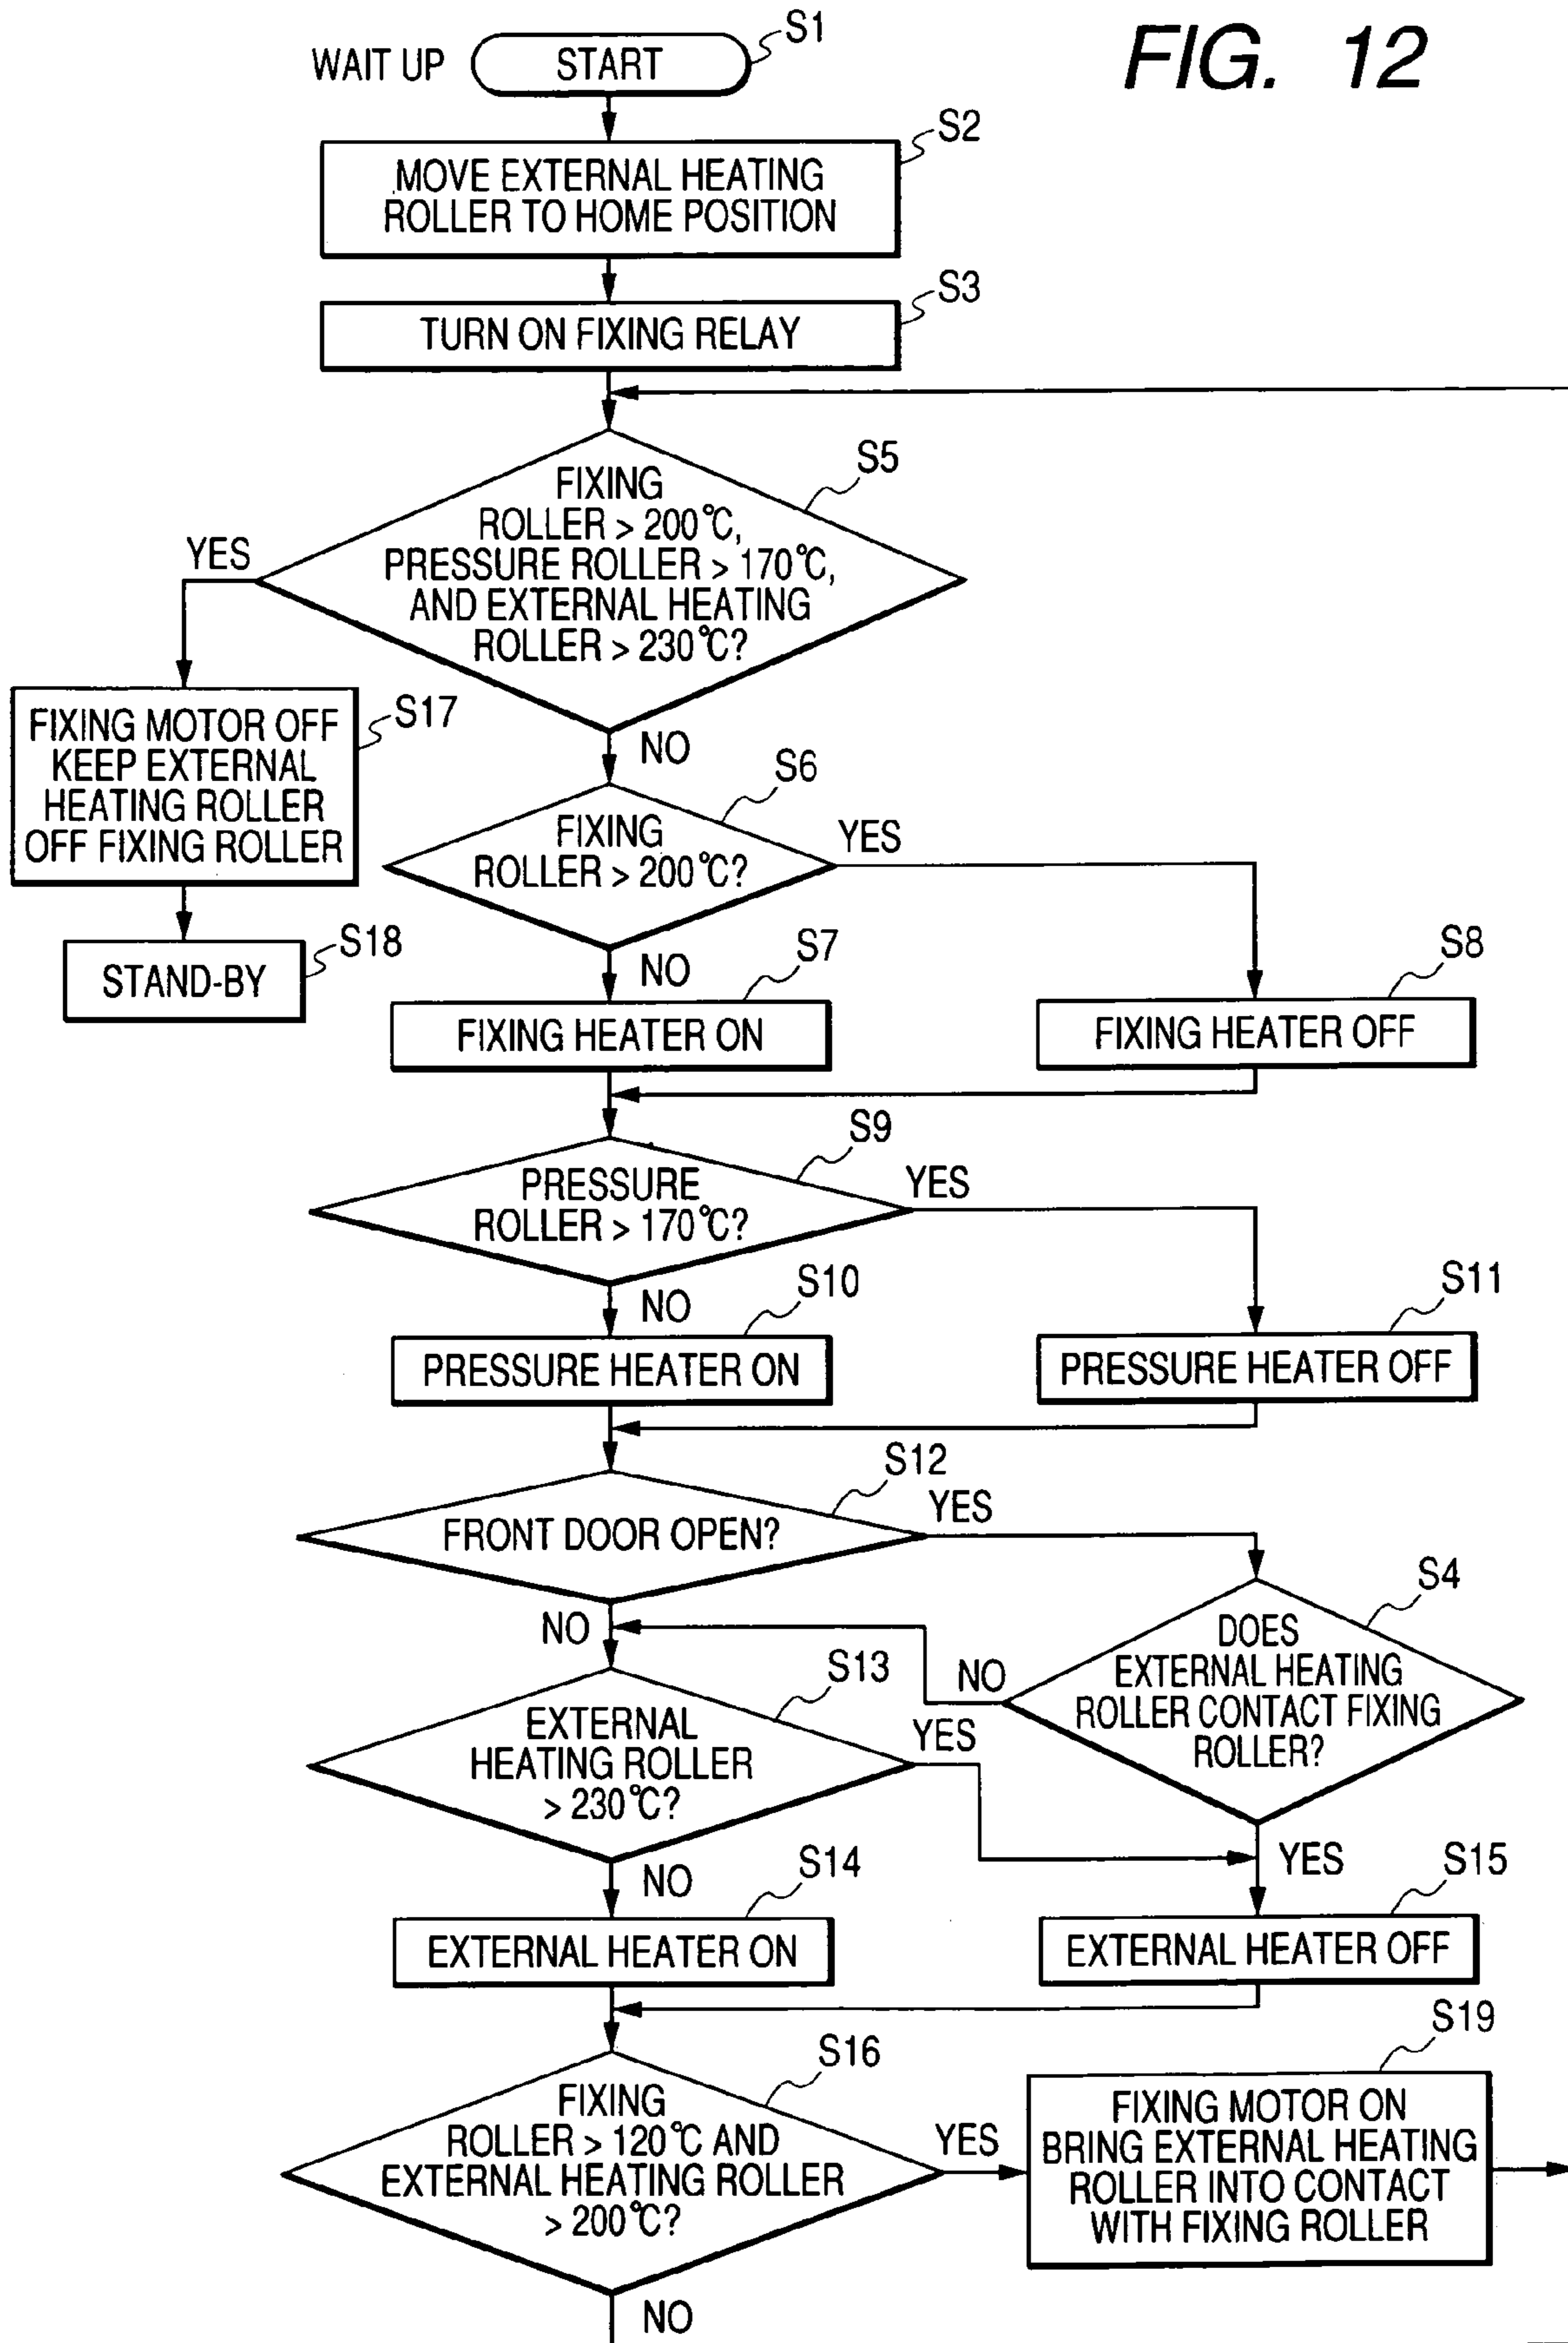 FIG. 12
WAIT UP
START
S1
S2
MOVE EXTERNAL HEATING
ROLLER TO HOME POSITION
S3
TURN ON FIXING RELAY
S5
FIXING
ROLLER > 200°C,
PRESSURE ROLLER > 170°C,
AND EXTERNAL HEATING
ROLLER > 230°C?
YES
NO
S17
FIXING MOTOR OFF
KEEP EXTERNAL
HEATING ROLLER
OFF FIXING ROLLER
S18
STAND-BY
S6
FIXING
ROLLER > 200°C?
YES
NO
S7
FIXING HEATER ON
S8
FIXING HEATER OFF
S9
PRESSURE
ROLLER > 170°C?
YES
NO
S10
PRESSURE HEATER ON
S11
PRESSURE HEATER OFF
S12
FRONT DOOR OPEN?
YES
NO
S4
DOES
EXTERNAL HEATING
ROLLER CONTACT FIXING
ROLLER?
NO
YES
S13
EXTERNAL
HEATING ROLLER
> 230°C?
YES
NO
S14
EXTERNAL HEATER ON
S15
EXTERNAL HEATER OFF
S16
FIXING
ROLLER > 120°C AND
EXTERNAL HEATING ROLLER
> 200°C?
YES
NO
S19
FIXING MOTOR ON
BRING EXTERNAL HEATING
ROLLER INTO CONTACT
WITH FIXING ROLLER